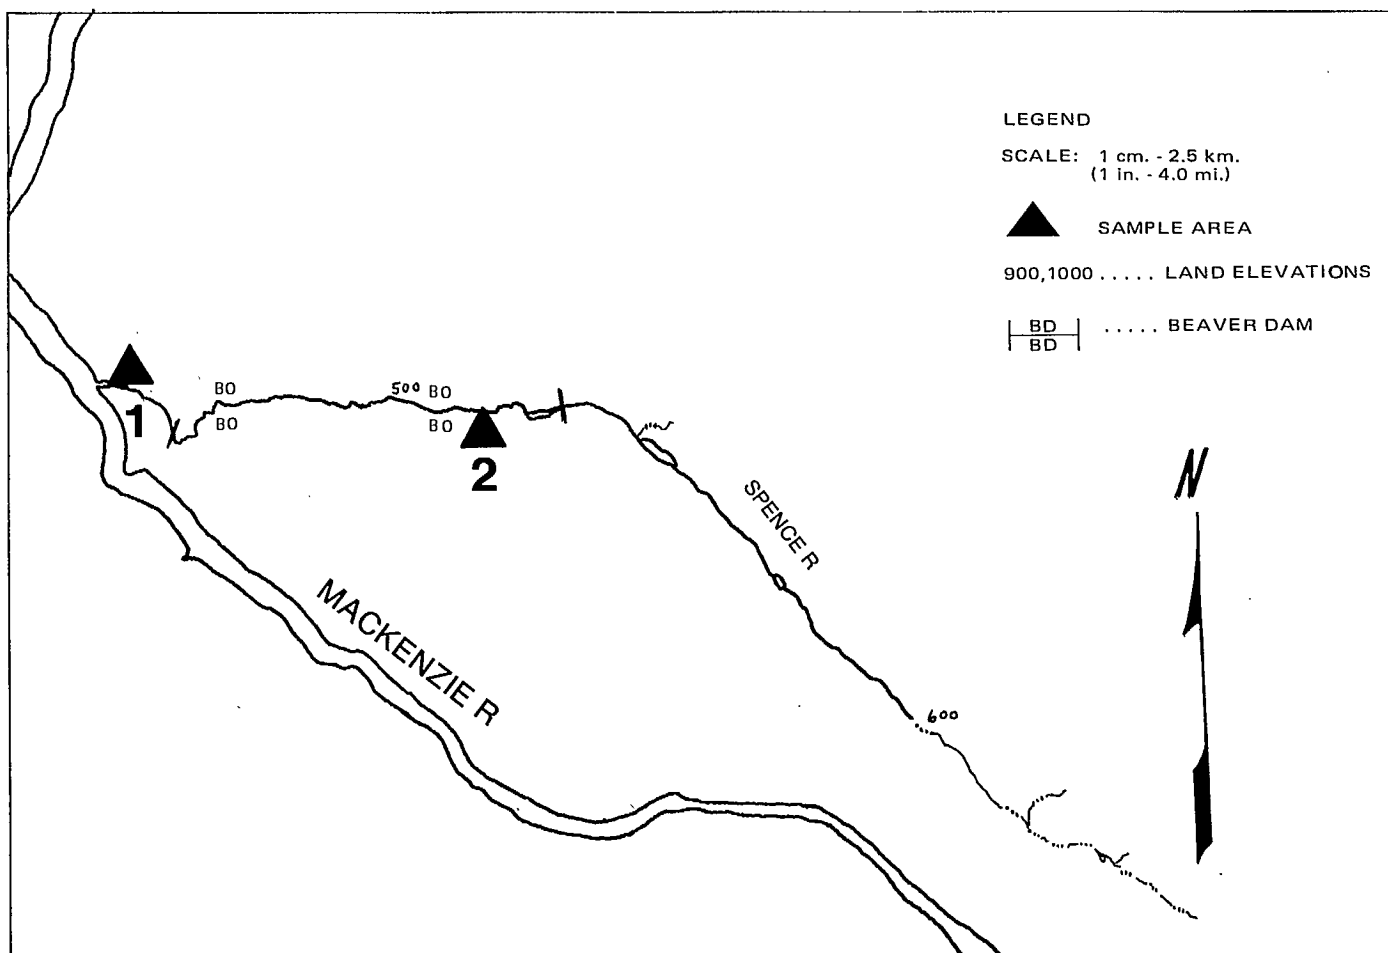 LEGEND
SCALE: 1 cm. - 2.5 km.
(1 in. - 4.0 mi.)
SAMPLE AREA
900,1000 ..... LAND ELEVATIONS
BD
BD
..... BEAVER DAM
1
BO
BO
500 BO
BO
2
N
SPENCE R
MACKENZIE R
600